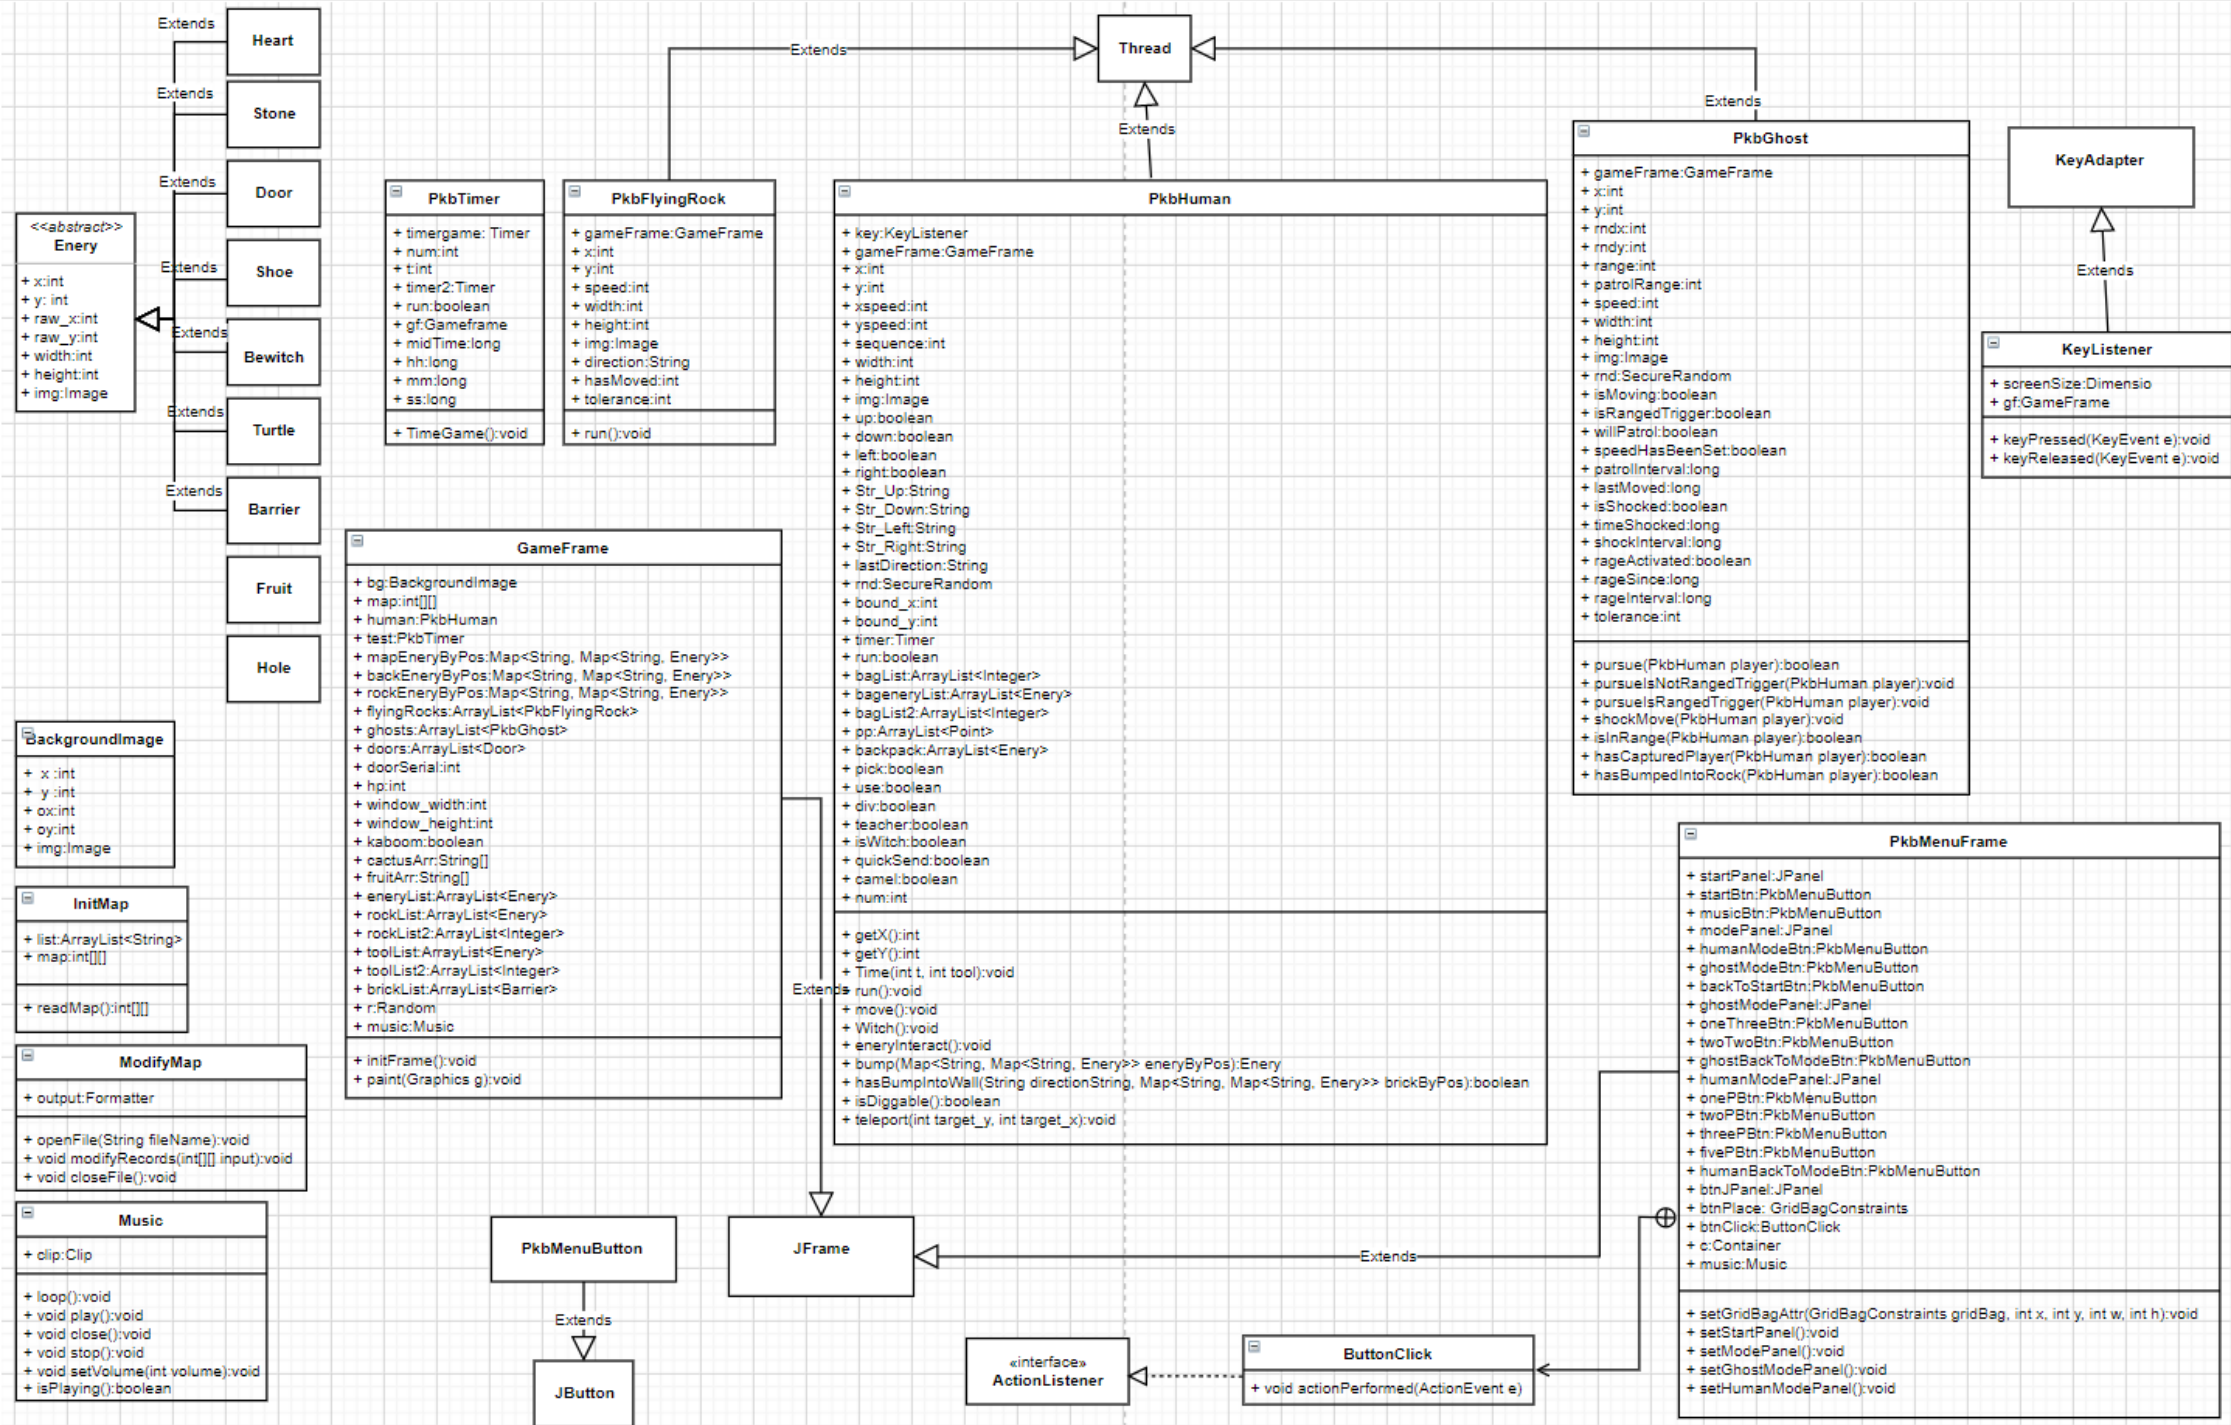 Extends
Heart
Extends
Stone
Extends
Door
Extends
Shoe
Extends
Bewitch
Extends
Turtle
Extends
Barrier
Fruit
Hole
<<abstract>>
Enery
+ x:int
+ y: int
+ raw_x:int
+ raw_y:int
+ width:int
+ height:int
+ img:Image
Extends
Thread
Extends
Extends
PkbTimer
+ timergame: Timer
+ num:int
+ t:int
+ timer2:Timer
+ run:boolean
+ gf:Gameframe
+ midTime:long
+ hh:long
+ mm:long
+ ss:long
+ TimeGame():void
PkbFlyingRock
+ gameFrame:GameFrame
+ x:int
+ y:int
+ speed:int
+ width:int
+ height:int
+ img:Image
+ direction:String
+ hasMoved:int
+ tolerance:int
+ run():void
PkbHuman
+ key:KeyListener
+ gameFrame:GameFrame
+ x:int
+ y:int
+ xspeed:int
+ yspeed:int
+ sequence:int
+ width:int
+ height:int
+ img:Image
+ up:boolean
+ down:boolean
+ left:boolean
+ right:boolean
+ Str_Up:String
+ Str_Down:String
+ Str_Left:String
+ Str_Right:String
+ lastDirection:String
+ rnd:SecureRandom
+ bound_x:int
+ bound_y:int
+ timer:Timer
+ run:boolean
+ bagList:ArrayList<Integer>
+ bageneryList:ArrayList<Enery>
+ bagList2:ArrayList<Integer>
+ pp:ArrayList<Point>
+ backpack:ArrayList<Enery>
+ pick:boolean
+ use:boolean
+ div:boolean
+ teacher:boolean
+ isWitch:boolean
+ quickSend:boolean
+ camel:boolean
+ num:int
+ getX():int
+ getY():int
+ Time(int t, int tool):void
+ run():void
+ move():void
+ Witch():void
+ eneryInteract():void
+ bump(Map<String, Map<String, Enery>> eneryByPos):Enery
+ hasBumpIntoWall(String directionString, Map<String, Map<String, Enery>> brickByPos):boolean
+ isDiggable():boolean
+ teleport(int target_y, int target_x):void
PkbGhost
+ gameFrame:GameFrame
+ x:int
+ y:int
+ rndx:int
+ rndy:int
+ range:int
+ patrolRange:int
+ speed:int
+ width:int
+ height:int
+ img:Image
+ rnd:SecureRandom
+ isMoving:boolean
+ isRangedTrigger:boolean
+ willPatrol:boolean
+ speedHasBeenSet:boolean
+ patrolInterval:long
+ lastMoved:long
+ isShocked:boolean
+ timeShocked:long
+ shockInterval:long
+ rageActivated:boolean
+ rageSince:long
+ rageInterval:long
+ tolerance:int
+ pursue(PkbHuman player):boolean
+ pursueIsNotRangedTrigger(PkbHuman player):void
+ pursueIsRangedTrigger(PkbHuman player):void
+ shockMove(PkbHuman player):void
+ isInRange(PkbHuman player):boolean
+ hasCapturedPlayer(PkbHuman player):boolean
+ hasBumpedIntoRock(PkbHuman player):boolean
KeyAdapter
Extends
KeyListener
+ screenSize:Dimensio
+ gf:GameFrame
+ keyPressed(KeyEvent e):void
+ keyReleased(KeyEvent e):void
GameFrame
+ bg:BackgroundImage
+ map:int[][]
+ human:PkbHuman
+ test:PkbTimer
+ mapEneryByPos:Map<String, Map<String, Enery>>
+ backEneryByPos:Map<String, Map<String, Enery>>
+ rockEneryByPos:Map<String, Map<String, Enery>>
+ flyingRocks:ArrayList<PkbFlyingRock>
+ ghosts:ArrayList<PkbGhost>
+ doors:ArrayList<Door>
+ doorSerial:int
+ hp:int
+ window_width:int
+ window_height:int
+ kaboom:boolean
+ cactusArr:String[]
+ fruitArr:String[]
+ eneryList:ArrayList<Enery>
+ rockList:ArrayList<Enery>
+ rockList2:ArrayList<Integer>
+ toolList:ArrayList<Enery>
+ toolList2:ArrayList<Integer>
+ brickList:ArrayList<Barrier>
+ r:Random
+ music:Music
+ initFrame():void
+ paint(Graphics g):void
Extends
BackgroundImage
+ x :int
+ y :int
+ ox:int
+ oy:int
+ img:Image
InitMap
+ list:ArrayList<String>
+ map:int[][]
+ readMap():int[][]
ModifyMap
+ output:Formatter
+ openFile(String fileName):void
+ void modifyRecords(int[][] input):void
+ void closeFile():void
Music
+ clip:Clip
+ loop():void
+ void play():void
+ void close():void
+ void stop():void
+ void setVolume(int volume):void
+ isPlaying():boolean
PkbMenuButton
Extends
JButton
JFrame
Extends
PkbMenuFrame
+ startPanel:JPanel
+ startBtn:PkbMenuButton
+ musicBtn:PkbMenuButton
+ modePanel:JPanel
+ humanModeBtn:PkbMenuButton
+ ghostModeBtn:PkbMenuButton
+ backToStartBtn:PkbMenuButton
+ ghostModePanel:JPanel
+ oneThreeBtn:PkbMenuButton
+ twoTwoBtn:PkbMenuButton
+ ghostBackToModeBtn:PkbMenuButton
+ humanModePanel:JPanel
+ onePBtn:PkbMenuButton
+ twoPBtn:PkbMenuButton
+ threePBtn:PkbMenuButton
+ fivePBtn:PkbMenuButton
+ humanBackToModeBtn:PkbMenuButton
+ btnJPanel:JPanel
+ btnPlace: GridBagConstraints
+ btnClick:ButtonClick
+ c:Container
+ music:Music
+ setGridBagAttr(GridBagConstraints gridBag, int x, int y, int w, int h):void
+ setStartPanel():void
+ setModePanel():void
+ setGhostModePanel():void
+ setHumanModePanel():void
«interface»
ActionListener
ButtonClick
+ void actionPerformed(ActionEvent e)